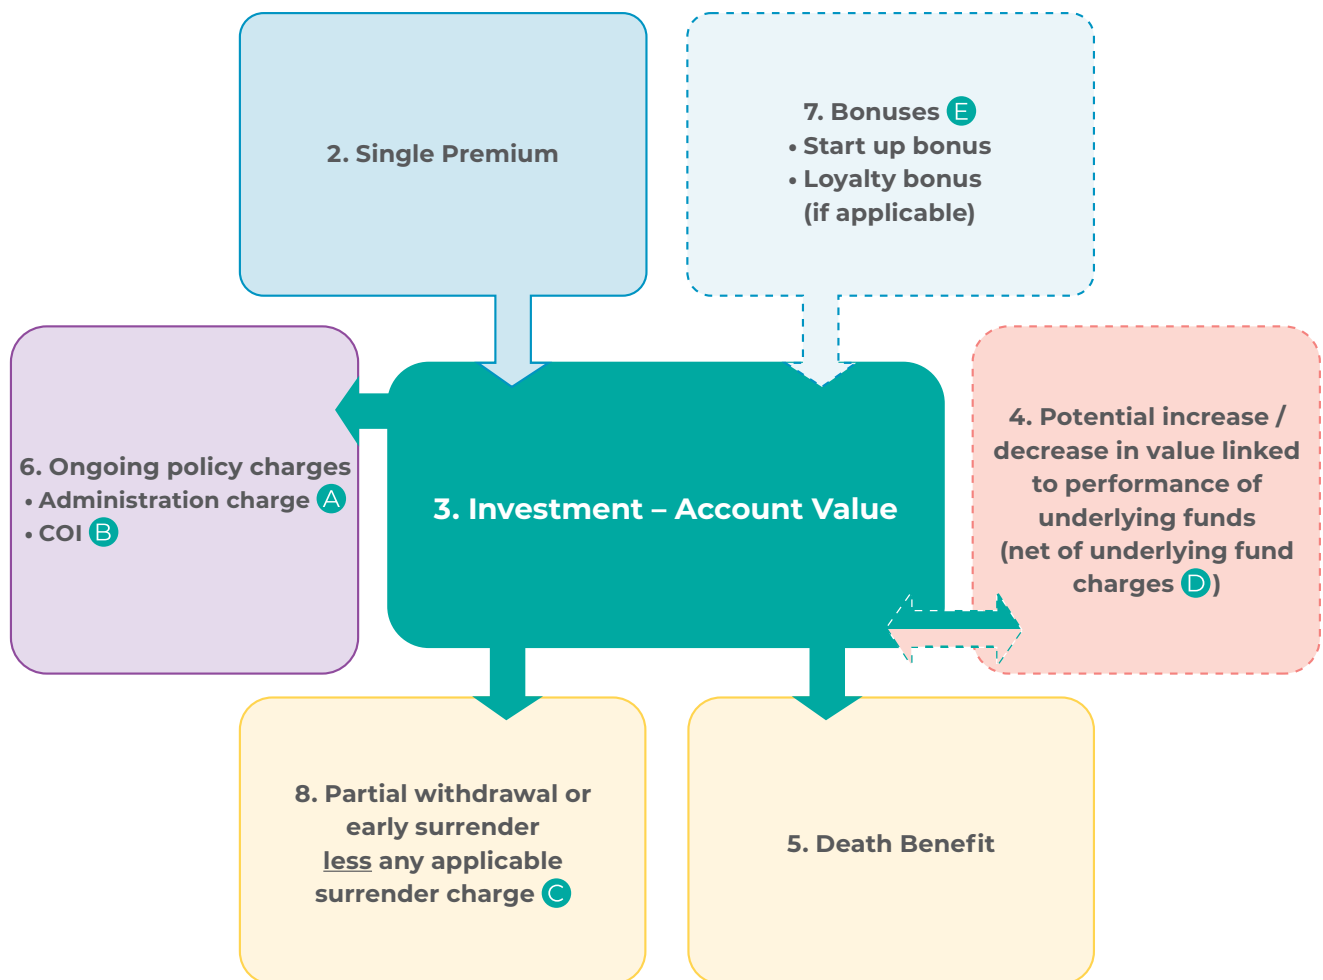 2. Single Premium
7. Bonuses E
• Start up bonus
• Loyalty bonus
(if applicable)
6. Ongoing policy charges
• Administration charge A
• COI B
3. Investment – Account Value
4. Potential increase /
decrease in value linked
to performance of
underlying funds
(net of underlying fund
charges D)
8. Partial withdrawal or
early surrender
less any applicable
surrender charge C
5. Death Benefit